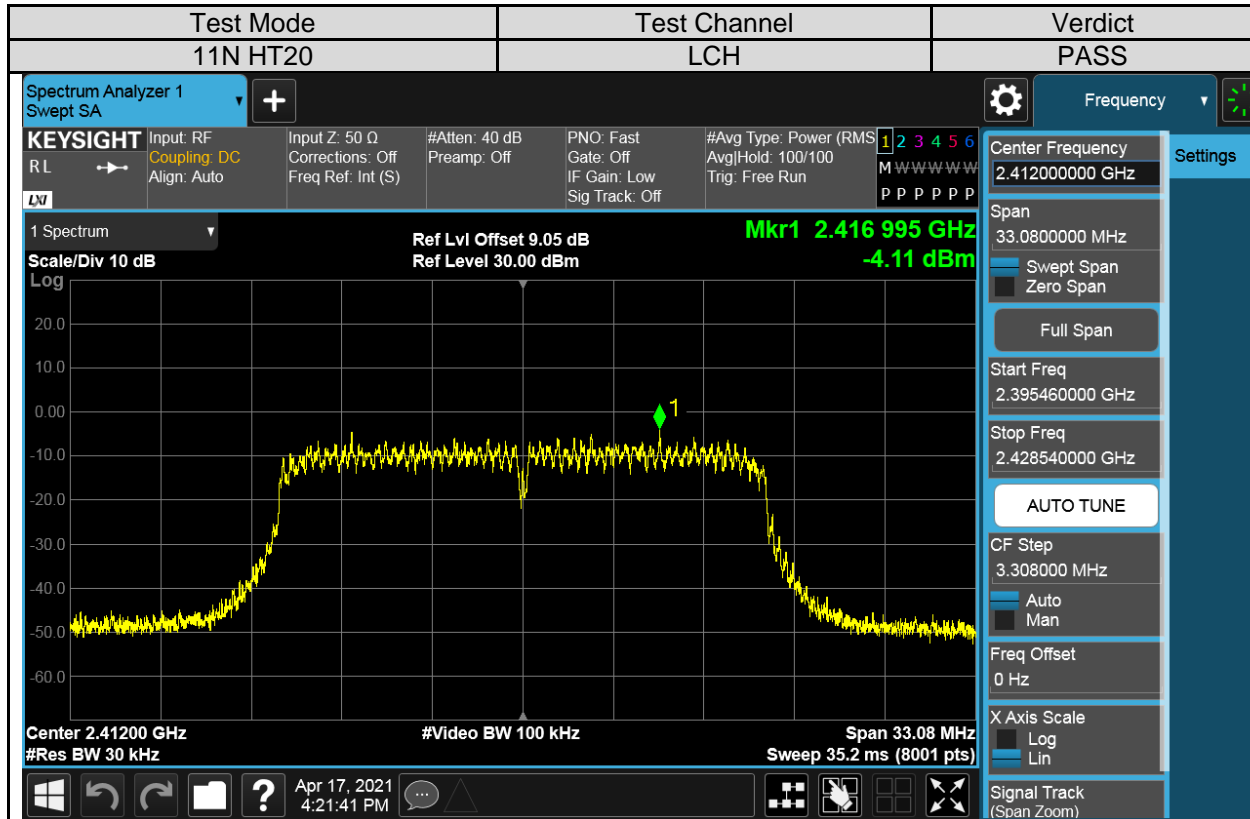 Test Mode Test Channel Verdict
11N HT20 LCH PASS
Spectrum Analyzer 1
Swept SA
+
Frequency
KEYSIGHT Input: RF Input Z: 50 Ω #Atten: 40 dB PNO: Fast #Avg Type: Power (RMS 1 2 3 4 5 6
RL Coupling: DC Corrections: Off Preamp: Off Gate: Off Avg|Hold: 100/100 M W W W W W
Align: Auto Freq Ref: Int (S) IF Gain: Low Trig: Free Run
LXI Sig Track: Off P P P P P P
1 Spectrum
Scale/Div 10 dB
Ref Lvl Offset 9.05 dB
Ref Level 30.00 dBm
Mkr1 2.416 995 GHz
-4.11 dBm
Log
20.0
10.0
0.00
-10.0
-20.0
-30.0
-40.0
-50.0
-60.0
1
Center 2.41200 GHz #Video BW 100 kHz Span 33.08 MHz
#Res BW 30 kHz Sweep 35.2 ms (8001 pts)
Center Frequency
2.412000000 GHz
Settings
Span
33.0800000 MHz
Swept Span
Zero Span
Full Span
Start Freq
2.395460000 GHz
Stop Freq
2.428540000 GHz
AUTO TUNE
CF Step
3.308000 MHz
Auto
Man
Freq Offset
0 Hz
X Axis Scale
Log
Lin
Signal Track
(Span Zoom)
?
Apr 17, 2021
4:21:41 PM